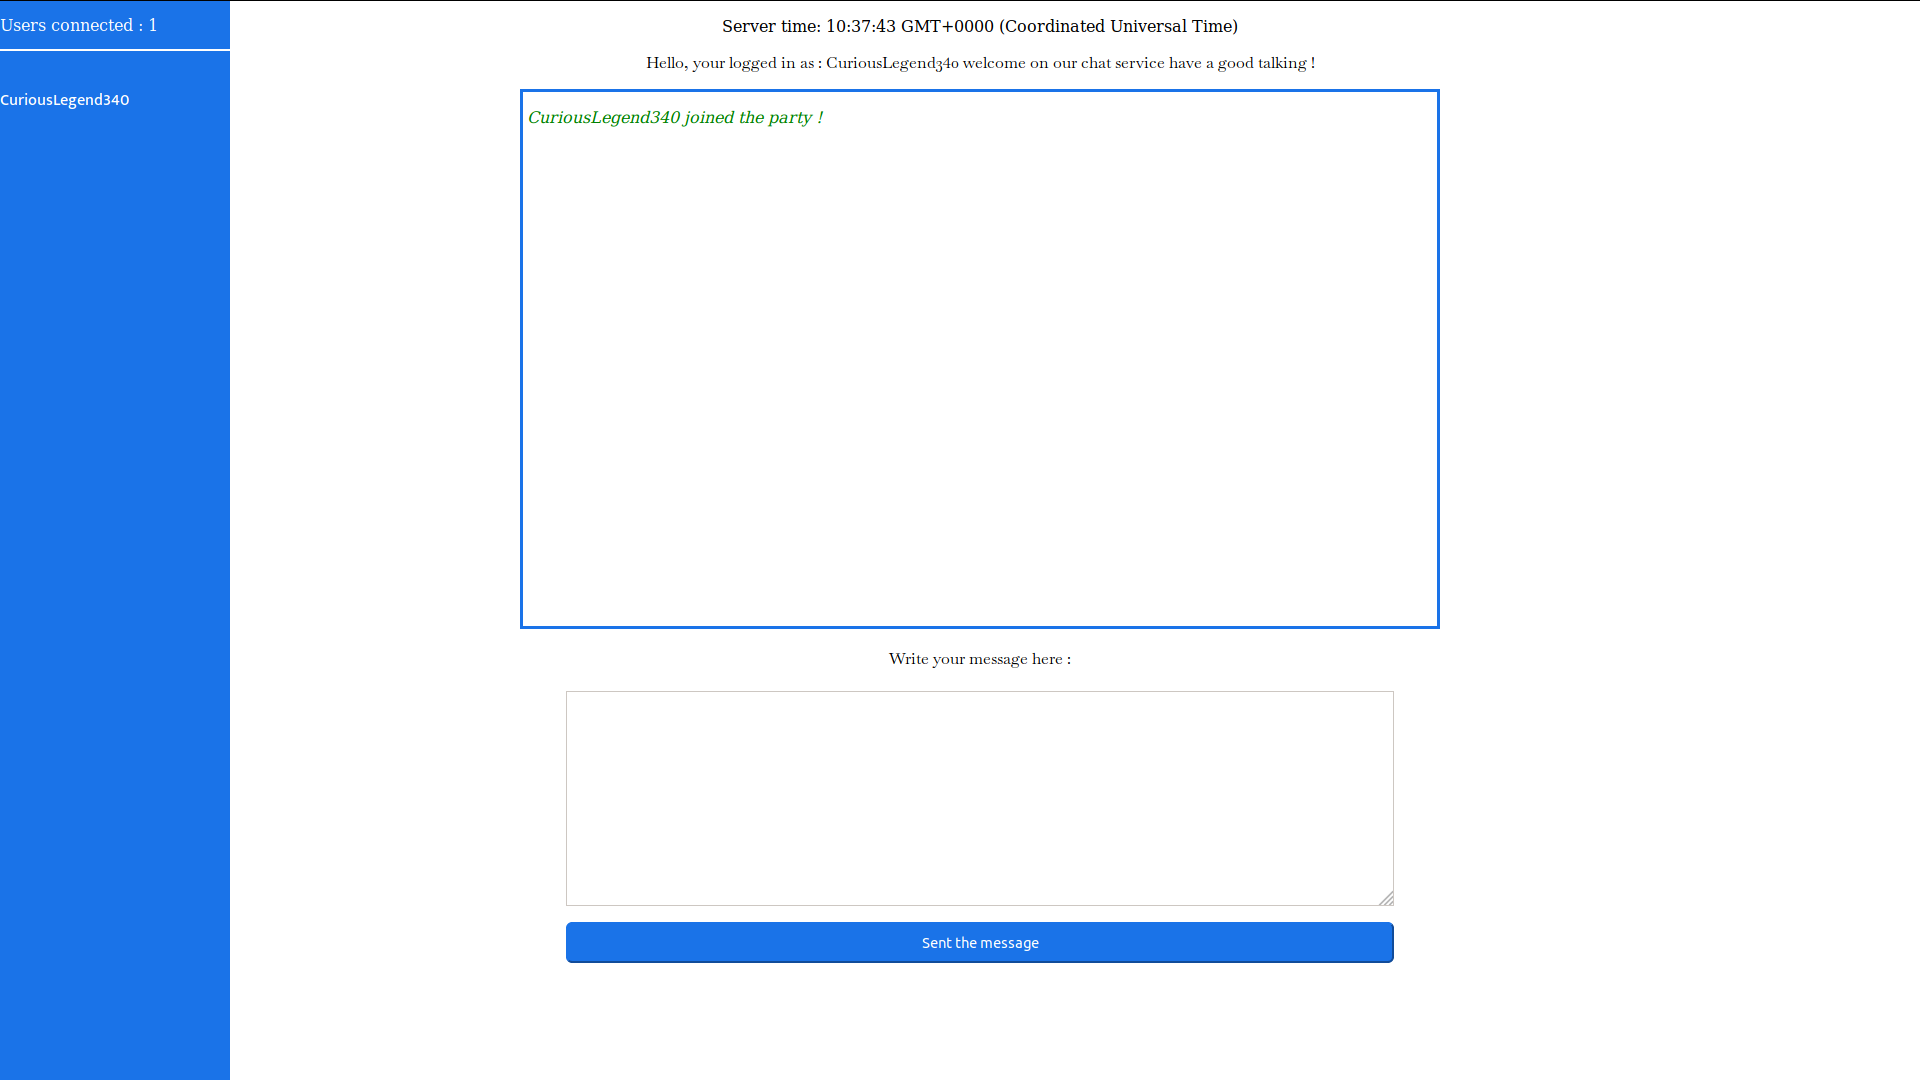 Users connected : 1
CuriousLegend340
Server time: 10:37:43 GMT+0000 (Coordinated Universal Time)
Hello, your logged in as : CuriousLegend340 welcome on our chat service have a good talking !
CuriousLegend340 joined the party !
Write your message here :
Sent the message